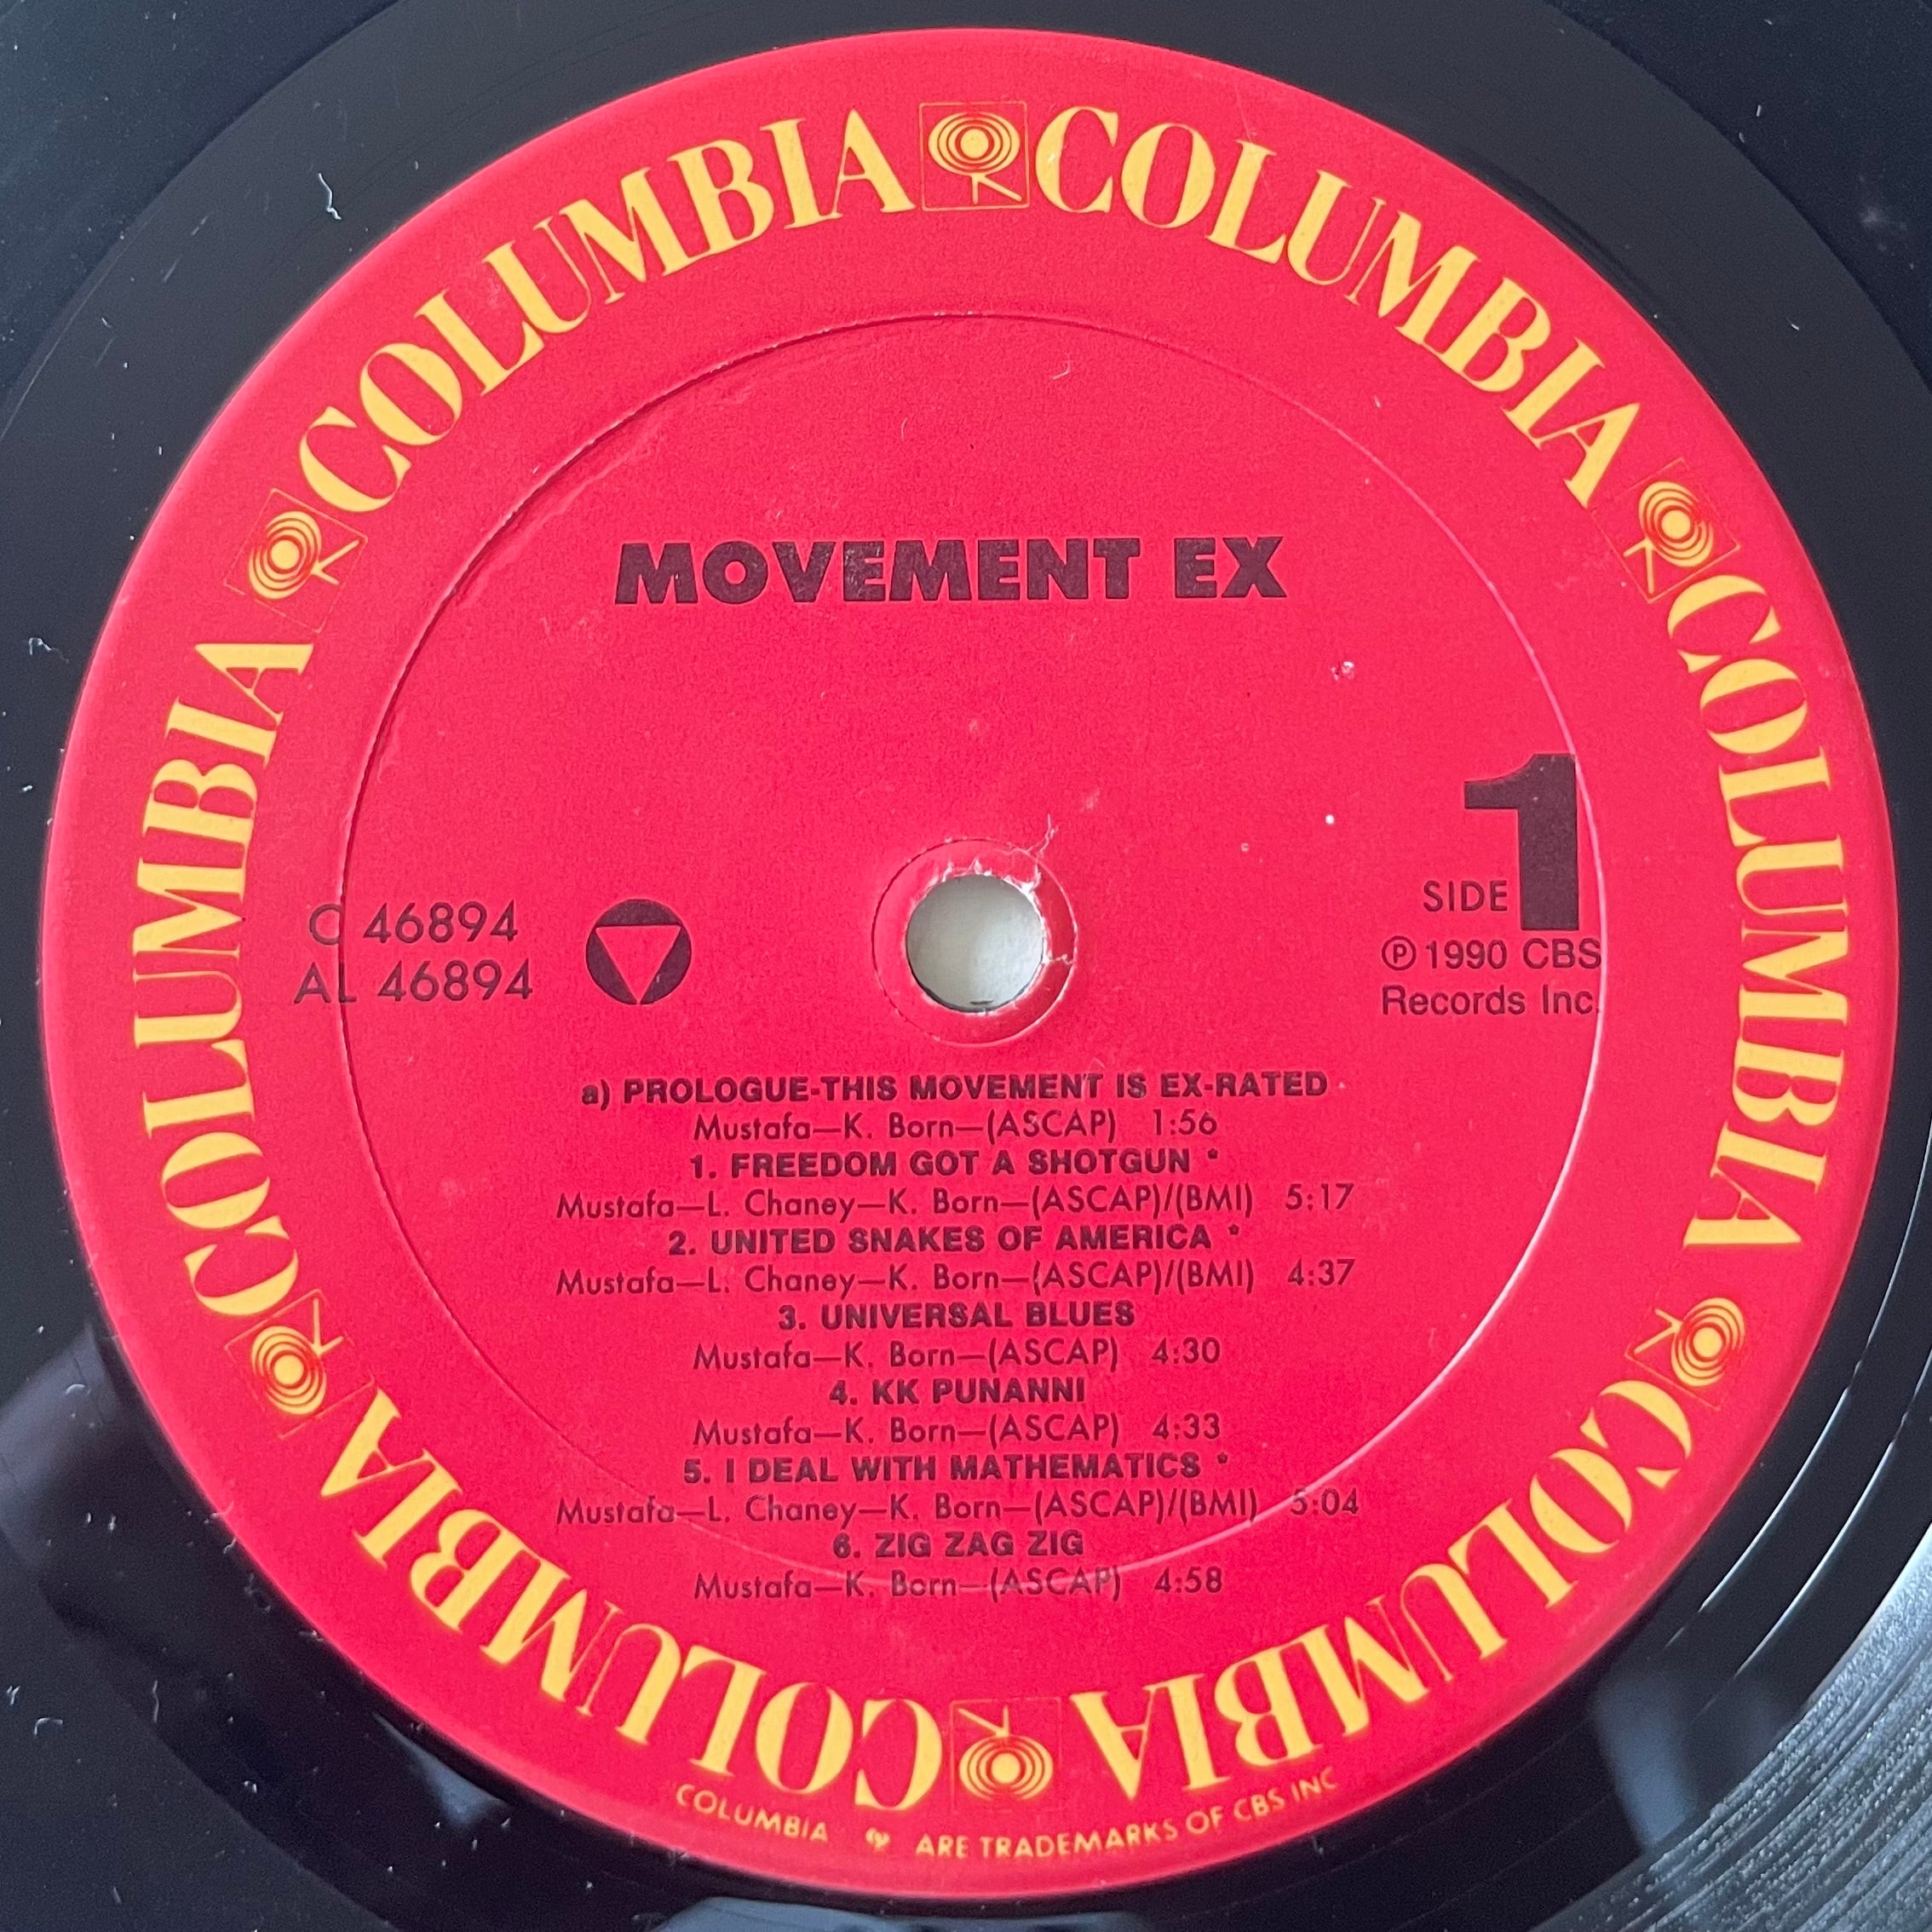 COLUMBIA COLUMBIA COLUMBIA COLUMBIA COLUMBIA COLUMBIA
MOVEMENT EX
C 46894
AL 46894
SIDE 1
Ⓟ 1990 CBS
Records Inc.
a) PROLOGUE-THIS MOVEMENT IS EX-RATED
Mustafa—K. Born—(ASCAP) 1:56
1. FREEDOM GOT A SHOTGUN *
Mustafa—L. Chaney—K. Born—(ASCAP)/(BMI) 5:17
2. UNITED SNAKES OF AMERICA *
Mustafa—L. Chaney—K. Born—(ASCAP)/(BMI) 4:37
3. UNIVERSAL BLUES
Mustafa—K. Born—(ASCAP) 4:30
4. KK PUNANNI
Mustafa—K. Born—(ASCAP) 4:33
5. I DEAL WITH MATHEMATICS *
Mustafa—L. Chaney—K. Born—(ASCAP)/(BMI) 5:04
6. ZIG ZAG ZIG
Mustafa—K. Born—(ASCAP) 4:58
COLUMBIA ARE TRADEMARKS OF CBS INC